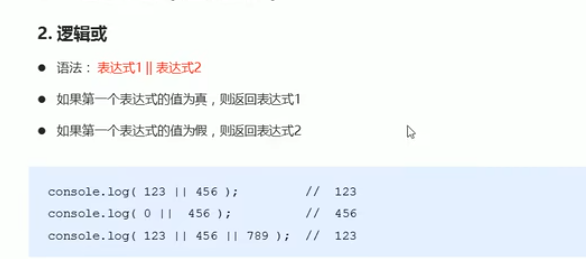 2. 逻辑或
● 语法： 表达式1 || 表达式2
● 如果第一个表达式的值为真，则返回表达式1
● 如果第一个表达式的值为假，则返回表达式2
console.log( 123 || 456 ); // 123
console.log( 0 || 456 ); // 456
console.log( 123 || 456 || 789 ); // 123